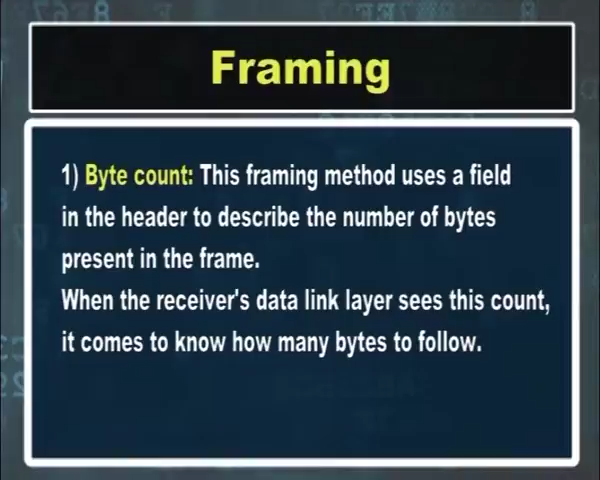 Framing
1) Byte count: This framing method uses a field
in the header to describe the number of bytes
present in the frame.
When the receiver's data link layer sees this count,
it comes to know how many bytes to follow.